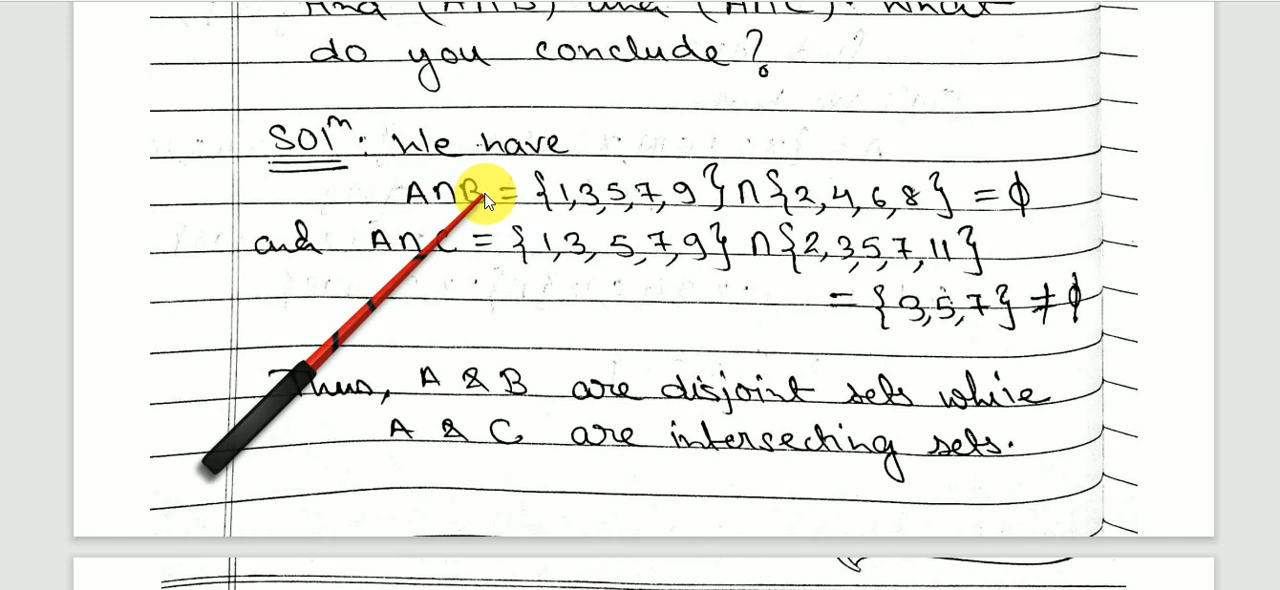 do you conclude?
Solⁿ: We have
A∩B = {1,3,5,7,9}∩{2,4,6,8} = ϕ
and A∩C = {1,3,5,7,9}∩{2,3,5,7,11}
= {3,5,7} ≠ ϕ
Thus, A & B are disjoint sets while
A & C are intersecting sets.